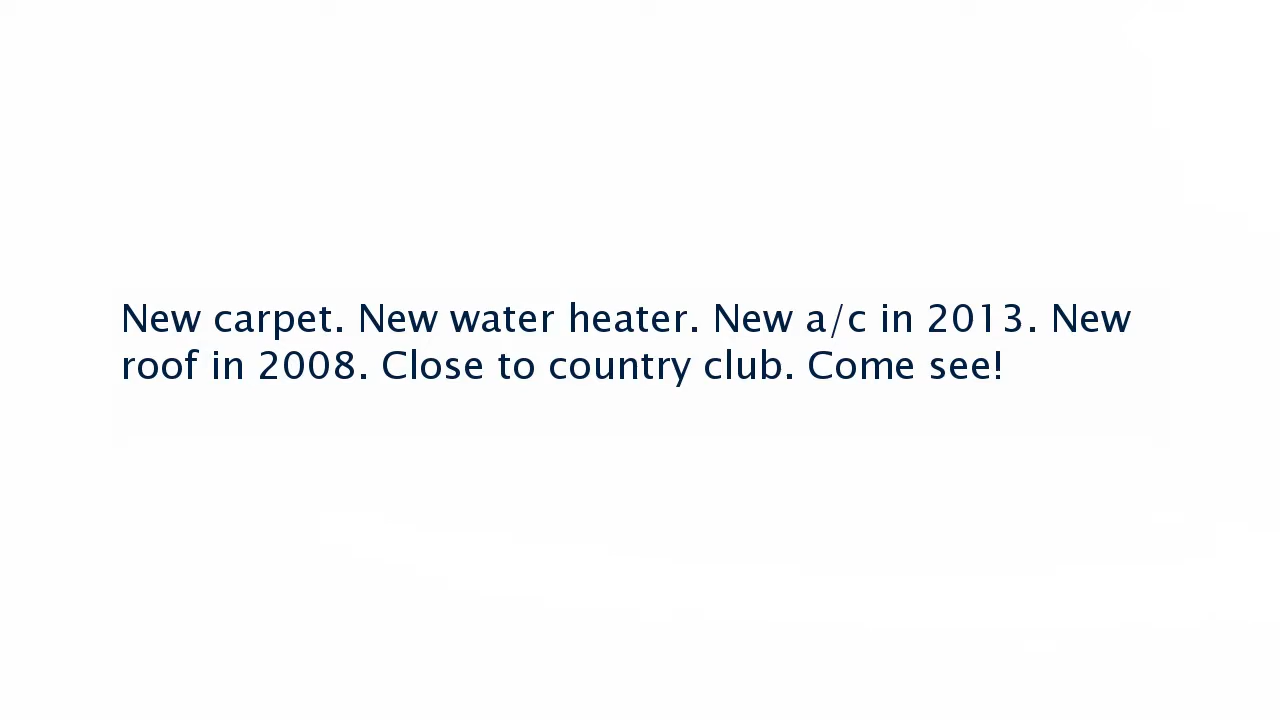 New carpet. New water heater. New a/c in 2013. New
roof in 2008. Close to country club. Come see!